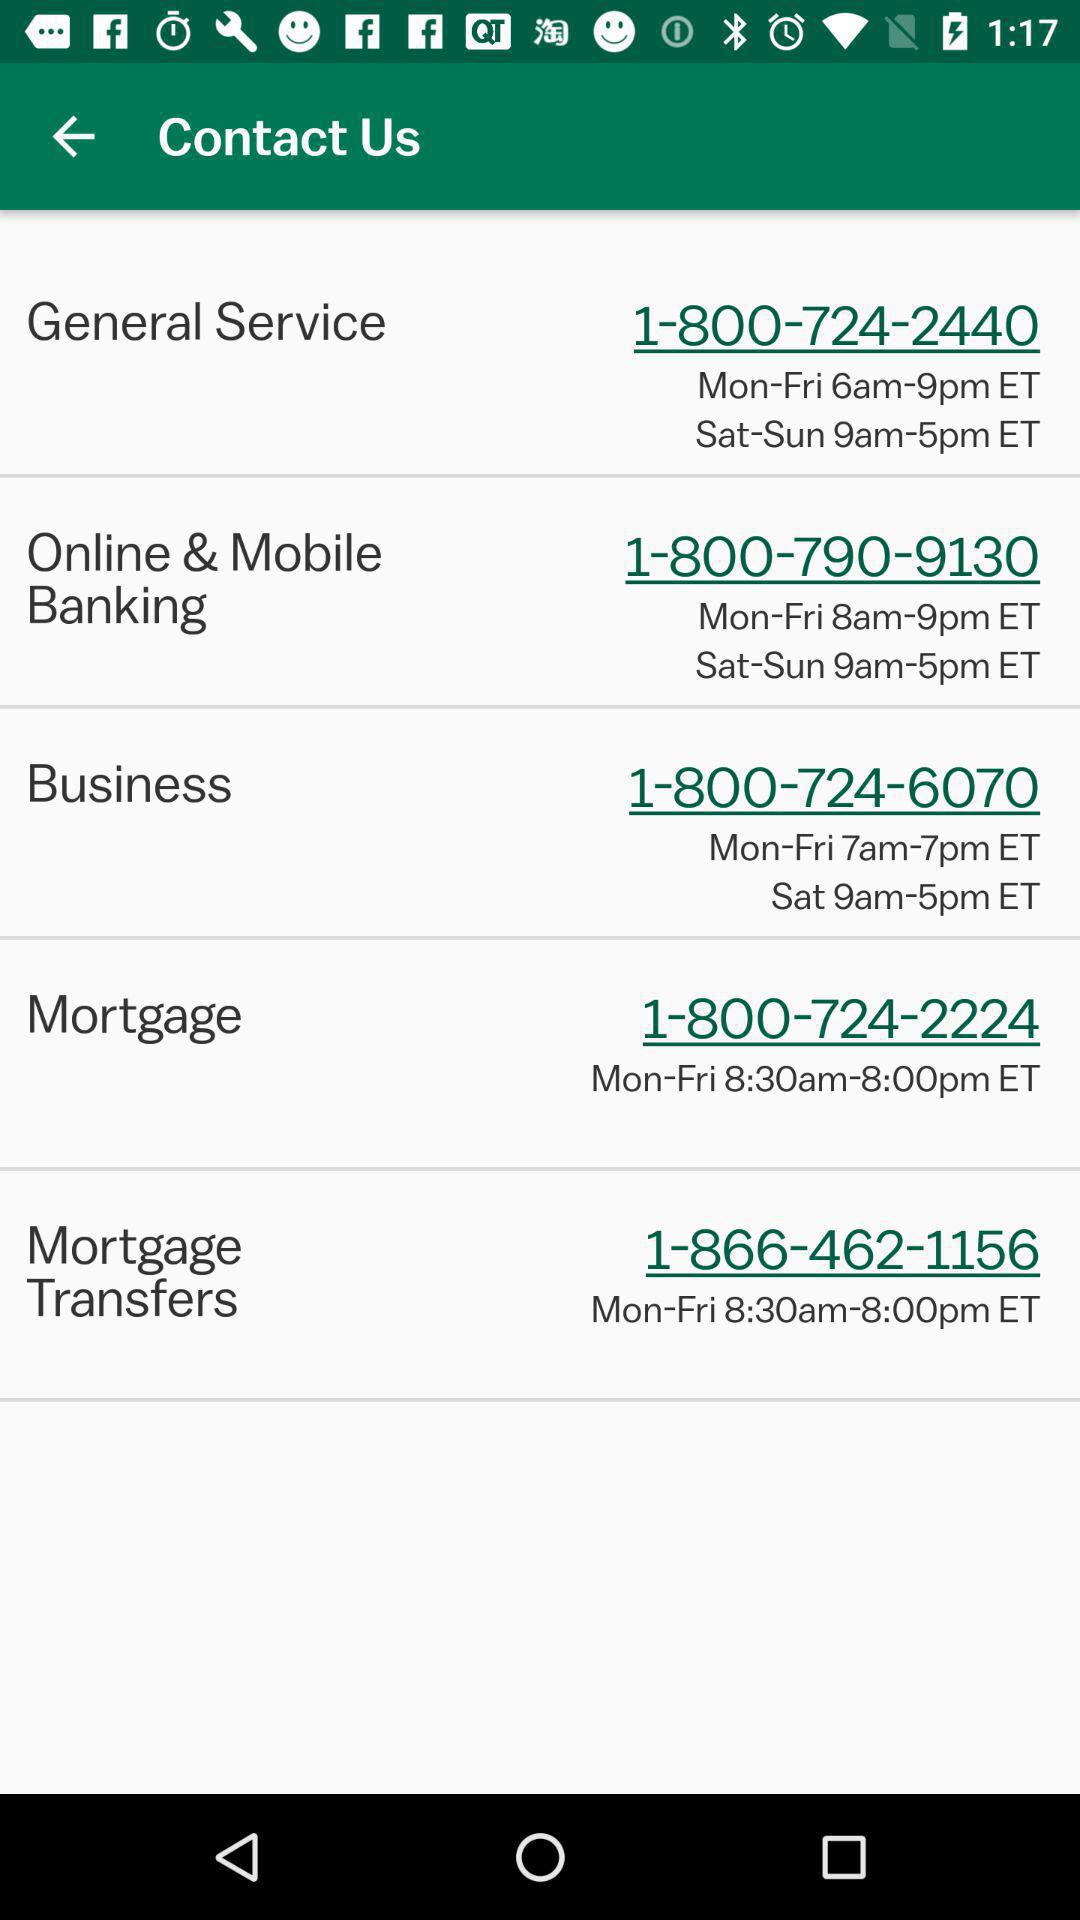 QT 淘 1:17
Contact Us
General Service
1-800-724-2440
Mon-Fri 6am-9pm ET
Sat-Sun 9am-5pm ET
Online & Mobile
Banking
1-800-790-9130
Mon-Fri 8am-9pm ET
Sat-Sun 9am-5pm ET
Business
1-800-724-6070
Mon-Fri 7am-7pm ET
Sat 9am-5pm ET
Mortgage
1-800-724-2224
Mon-Fri 8:30am-8:00pm ET
Mortgage
Transfers
1-866-462-1156
Mon-Fri 8:30am-8:00pm ET